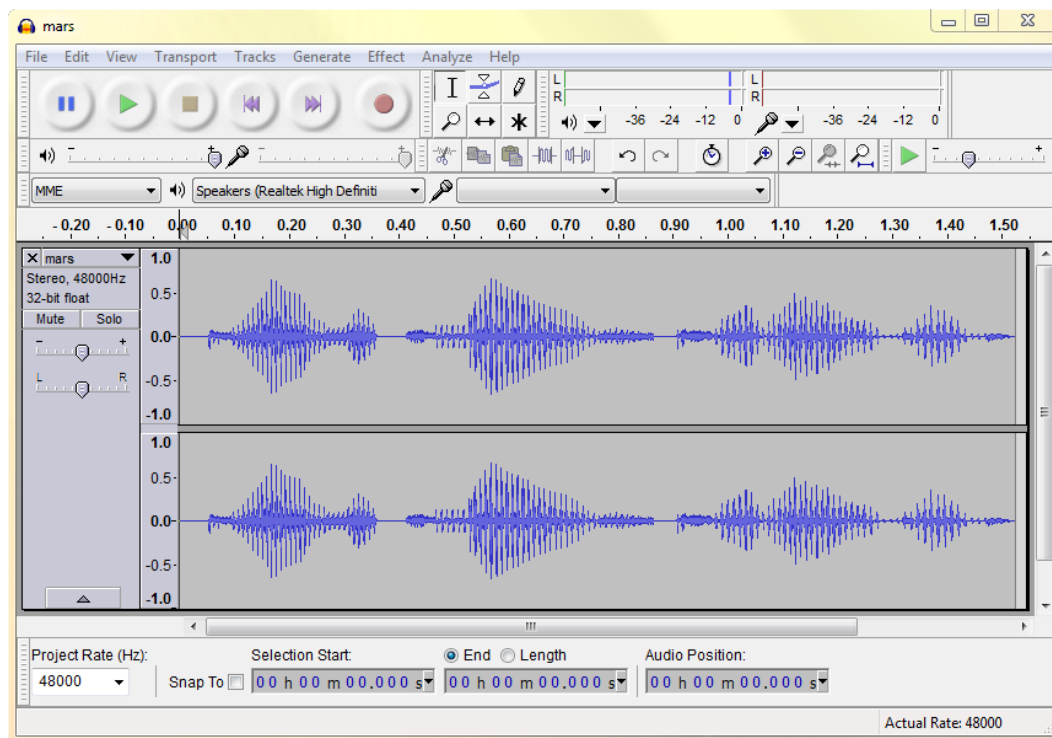 mars
File Edit View Transport Tracks Generate Effect Analyze Help
L
R
-36 -24 -12 0
L
R
-36 -24 -12 0
- +
- +
MME
Speakers (Realtek High Definiti
- 0.20 - 0.10 0.00 0.10 0.20 0.30 0.40 0.50 0.60 0.70 0.80 0.90 1.00 1.10 1.20 1.30 1.40 1.50
X mars
Stereo, 48000Hz
32-bit float
Mute Solo
- +
L R
1.0
0.5-
0.0-
-0.5-
-1.0
1.0
0.5-
0.0-
-0.5-
-1.0
Project Rate (Hz): Selection Start: End Length Audio Position:
48000 Snap To 00 h 00 m 00.000 s 00 h 00 m 00.000 s 00 h 00 m 00.000 s
Actual Rate: 48000